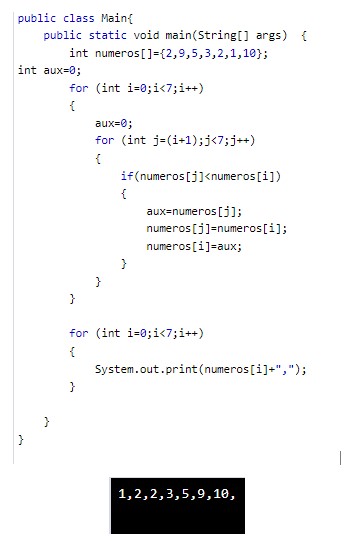 public class Main{
    public static void main(String[] args)  {
        int numeros[]={2,9,5,3,2,1,10};
int aux=0;
        for (int i=0;i<7;i++)
        {
            aux=0;
            for (int j=(i+1);j<7;j++)
            {
                if(numeros[j]<numeros[i])
                {
                    aux=numeros[j];
                    numeros[j]=numeros[i];
                    numeros[i]=aux;
                }
            }
        }

        for (int i=0;i<7;i++)
        {
            System.out.print(numeros[i]+",");
        }

    }
}
1,2,2,3,5,9,10,